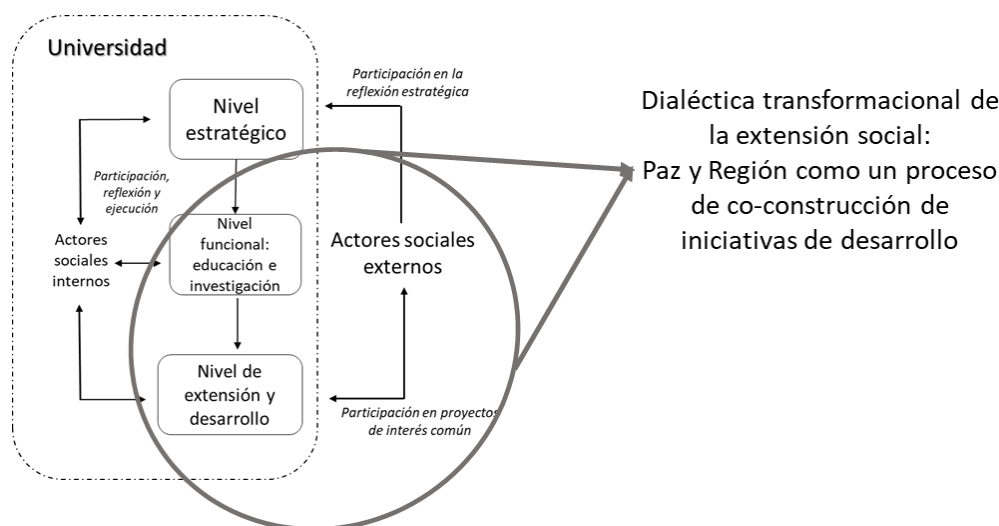 Universidad
Nivel
estratégico
Participación en la
reflexión estratégica
Participación,
reflexión y
ejecución
Actores
sociales
internos
Nivel
funcional:
educación e
investigación
Actores sociales
externos
Nivel de
extensión y
desarrollo
Participación en proyectos
de interés común
Dialéctica transformacional de
la extensión social:
Paz y Región como un proceso
de co-construcción de
iniciativas de desarrollo